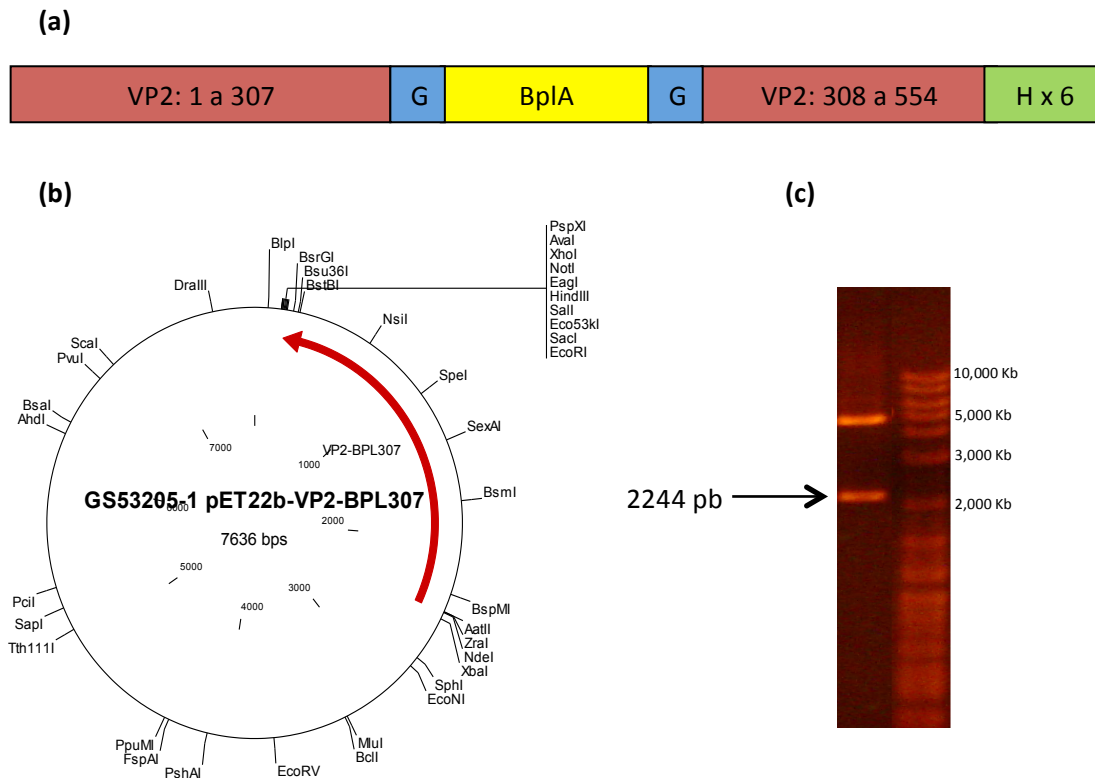 (a)
VP2: 1 a 307
G
BplA
G
VP2: 308 a 554
H x 6
(b)
(c)
BlpI
BsrGI
Bsu36I
BstBI
DraIII
PspXI
AvaI
XhoI
NotI
EagI
HindIII
SalI
Eco53kI
SacI
EcoRI
NsiI
ScaI
PvuI
SpeI
BsaI
AhdI
SexAI
7000
1000
VP2-BPL307
BsmI
GS53205-1 pET22b-VP2-BPL307
6000
2000
7636 bps
5000
3000
4000
PciI
SapI
Tth111I
BspMI
AatII
ZraI
NdeI
XbaI
SphI
EcoNI
PpuMI
FspAI
PshAI
EcoRV
MluI
BclI
10,000 Kb
5,000 Kb
3,000 Kb
2244 pb
2,000 Kb